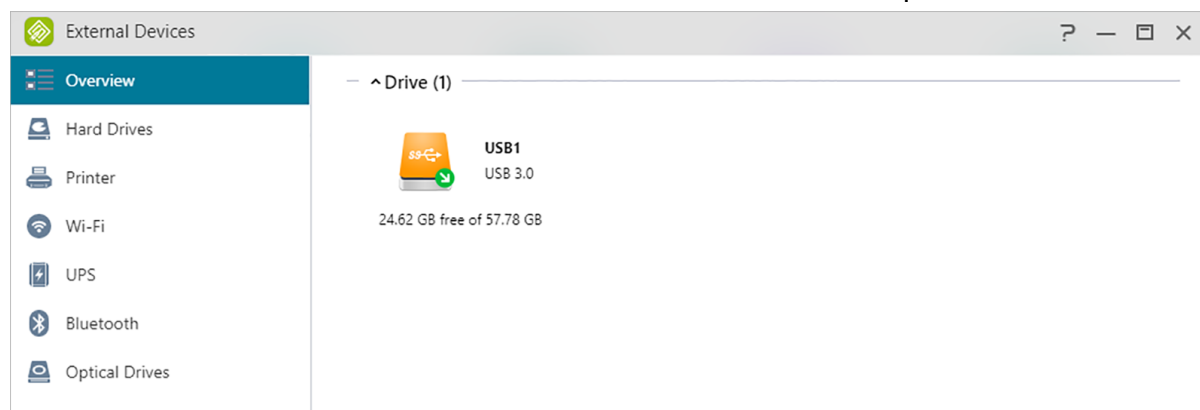 External Devices
Overview
Hard Drives
Printer
Wi-Fi
UPS
Bluetooth
Optical Drives
Drive (1)
USB1
USB 3.0
24.62 GB free of 57.78 GB